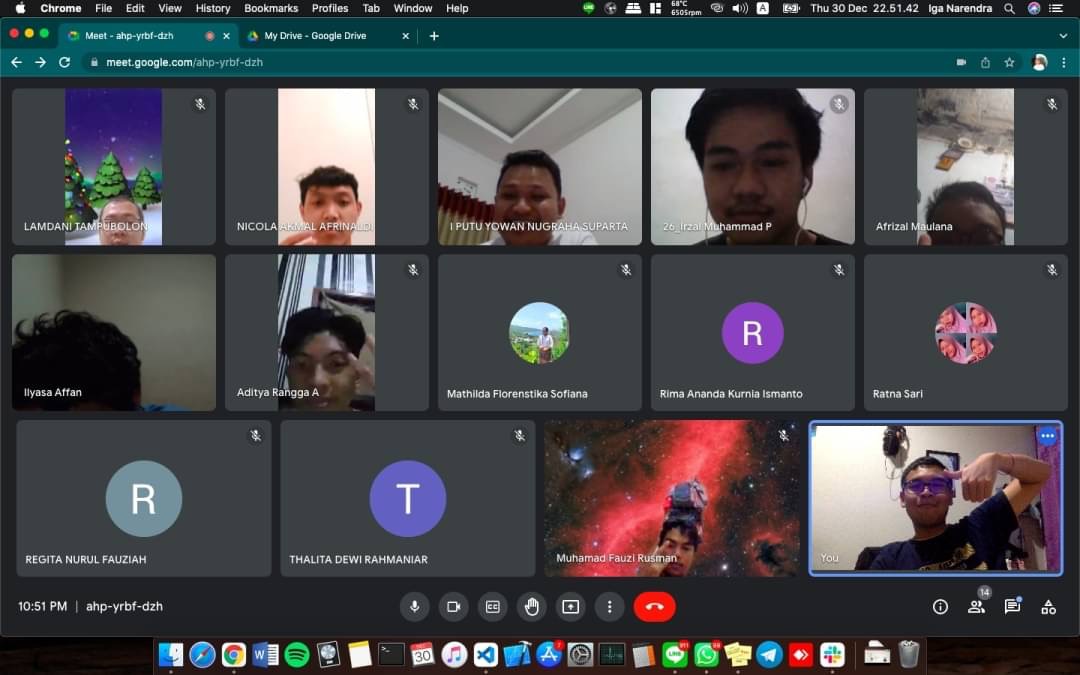 Chrome File Edit View History Bookmarks Profiles Tab Window Help 68°C 6505rpm A Thu 30 Dec 22.51.42 Iga Narendra
Meet - ahp-yrbf-dzh My Drive - Google Drive
meet.google.com/ahp-yrbf-dzh
LAMDANI TAMPUBOLON
NICOLA AKMAL AFRINALDI
I PUTU YOWAN NUGRAHA SUPARTA
26_Irzal Muhammad P
Afrizal Maulana
Ilyasa Affan
Aditya Rangga A
Mathilda Florenstika Sofiana
R
Rima Ananda Kurnia Ismanto
Ratna Sari
R
REGITA NURUL FAUZIAH
T
THALITA DEWI RAHMANIAR
Muhamad Fauzi Rusman
You
10:51 PM | ahp-yrbf-dzh
CC
14
30